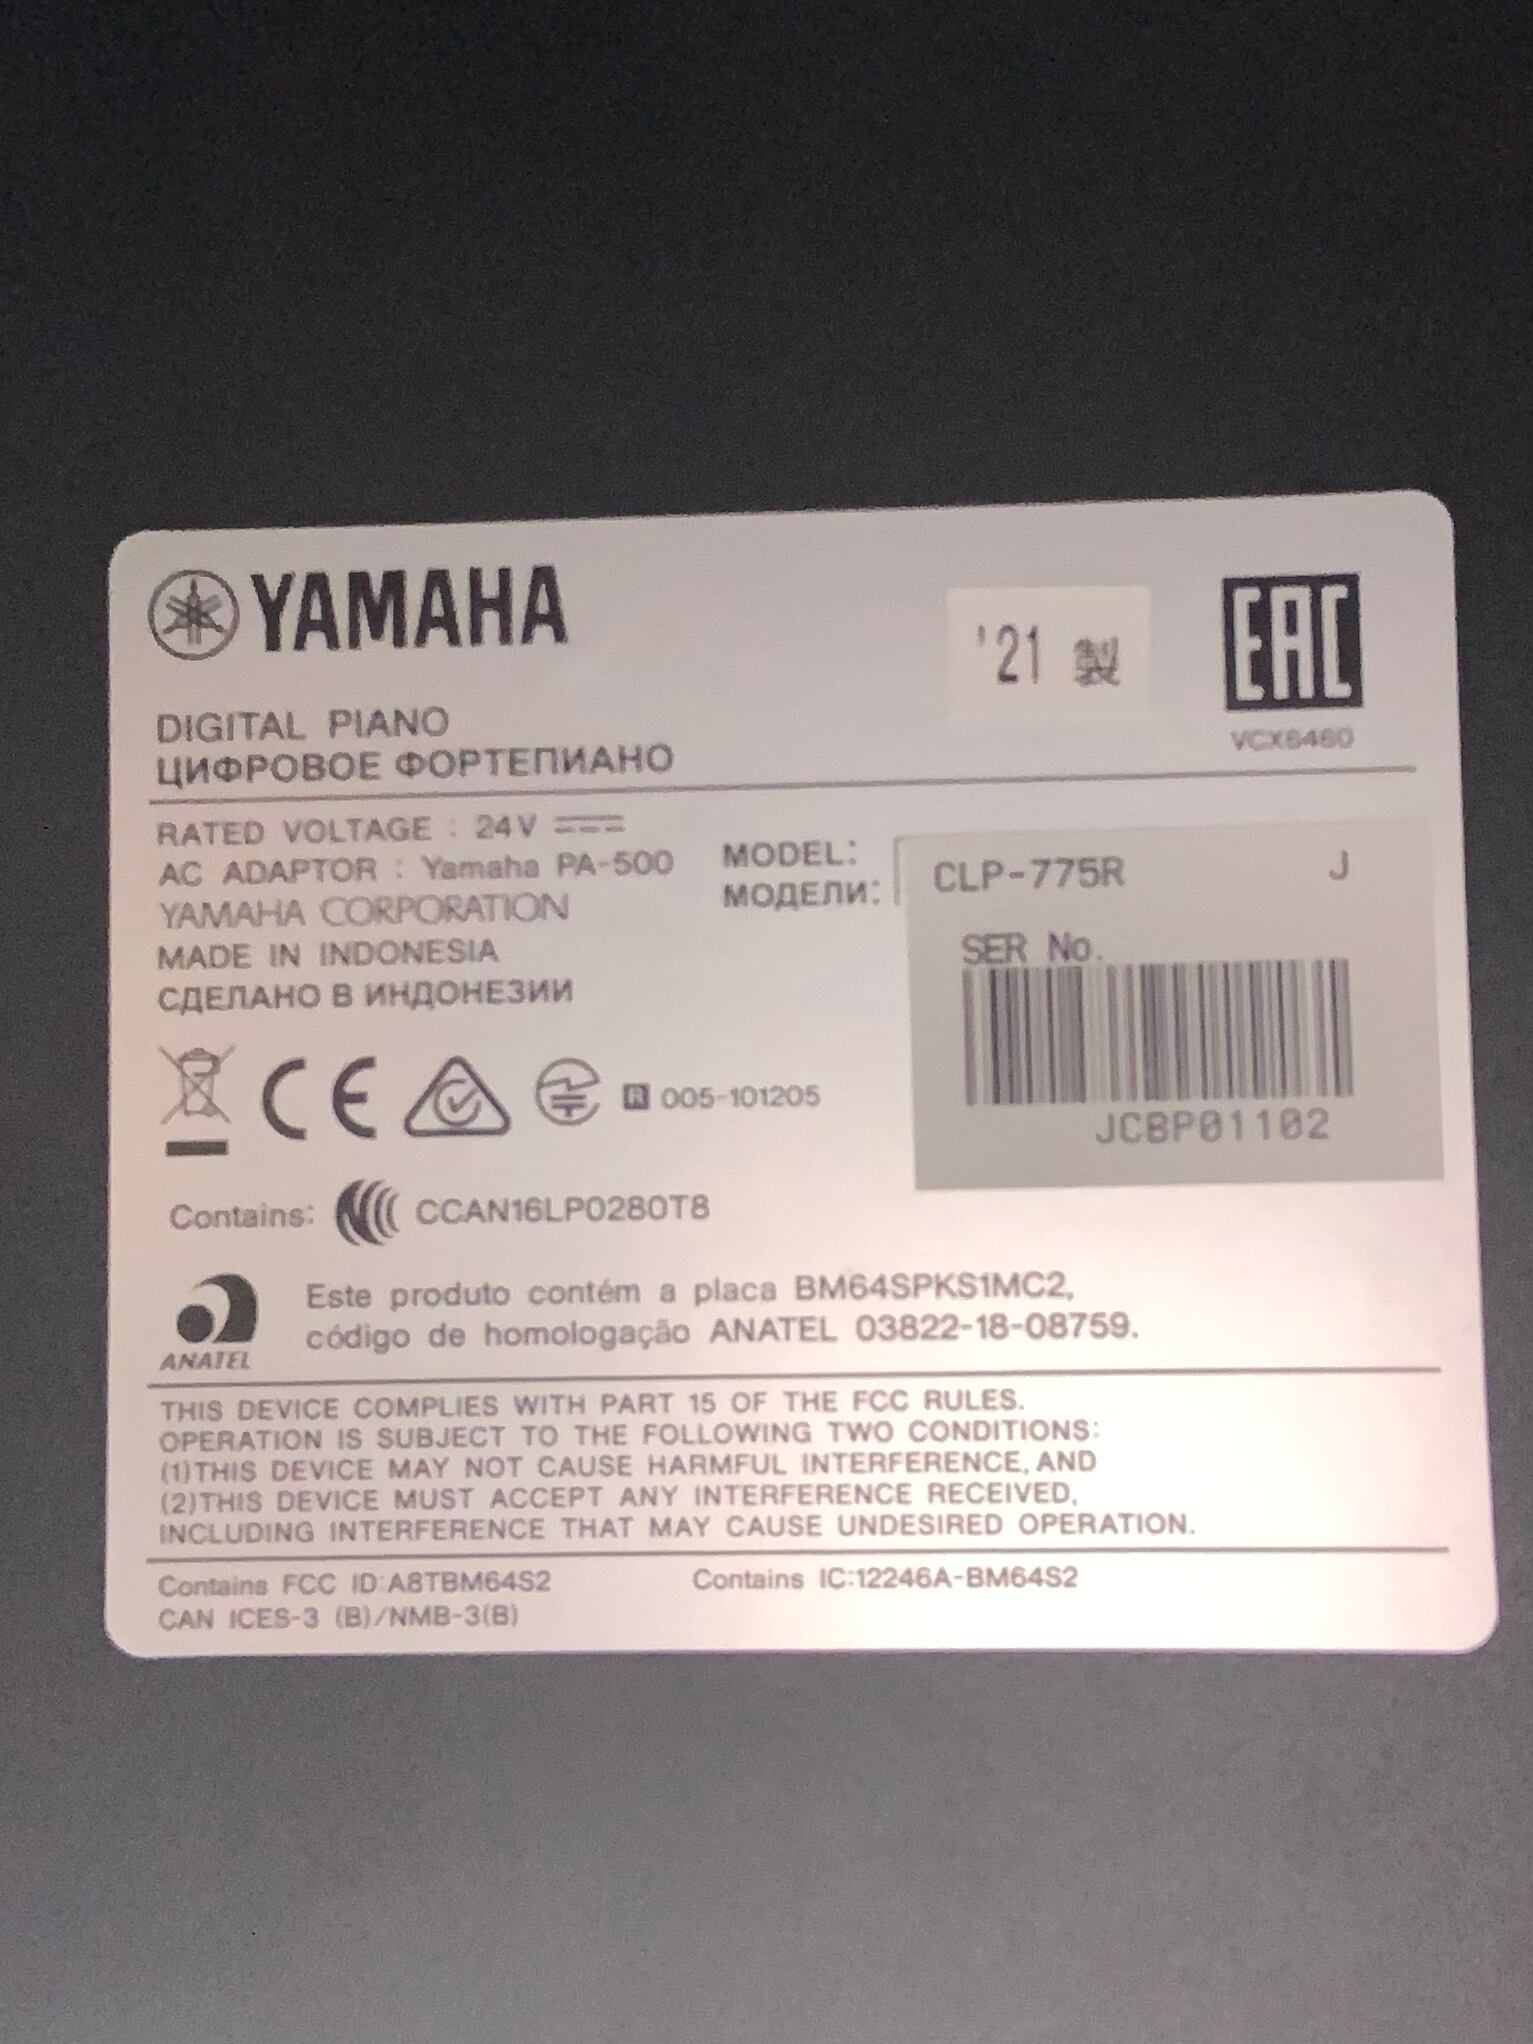 YAMAHA
'21 製
EAC
VCX6460
DIGITAL PIANO
ЦИФРОВОЕ ФОРТЕПИАНО
RATED VOLTAGE : 24V
AC ADAPTOR : Yamaha PA-500
YAMAHA CORPORATION
MADE IN INDONESIA
СДЕЛАНО В ИНДОНЕЗИИ
MODEL:
МОДЕЛИ:
CLP-775R J
SER No.
JCBP01102
CE
R 005-101205
Contains: CCAN16LP0280T8
ANATEL
Este produto contém a placa BM64SPKS1MC2,
código de homologação ANATEL 03822-18-08759.
THIS DEVICE COMPLIES WITH PART 15 OF THE FCC RULES.
OPERATION IS SUBJECT TO THE FOLLOWING TWO CONDITIONS:
(1)THIS DEVICE MAY NOT CAUSE HARMFUL INTERFERENCE, AND
(2)THIS DEVICE MUST ACCEPT ANY INTERFERENCE RECEIVED,
INCLUDING INTERFERENCE THAT MAY CAUSE UNDESIRED OPERATION.
Contains FCC ID:A8TBM64S2 Contains IC:12246A-BM64S2
CAN ICES-3 (B)/NMB-3(B)